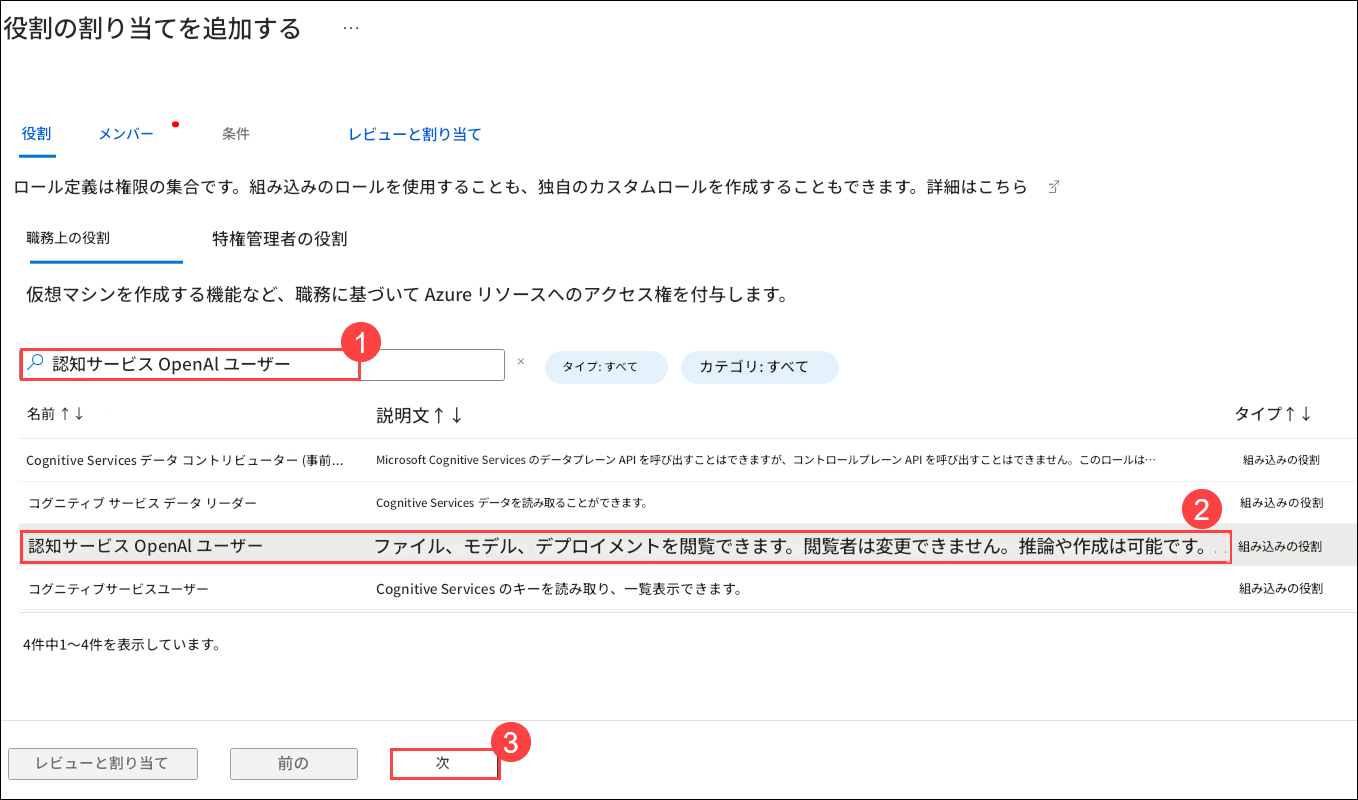 役割の割り当てを追加する …
役割 メンバー 条件 レビューと割り当て
ロール定義は権限の集合です。組み込みのロールを使用することも、独自のカスタムロールを作成することもできます。詳細はこちら
職務上の役割 特権管理者の役割
仮想マシンを作成する機能など、職務に基づいて Azure リソースへのアクセス権を付与します。
1
認知サービス OpenAl ユーザー × タイプ: すべて カテゴリ: すべて
名前 ↑↓ 説明文↑↓ タイプ↑↓
Cognitive Services データ コントリビューター (事前... Microsoft Cognitive Services のデータプレーン API を呼び出すことはできますが、コントロールプレーン API を呼び出すことはできません。このロールは… 組み込みの役割
コグニティブ サービス データ リーダー Cognitive Services データを読み取ることができます。 組み込みの役割
2
認知サービス OpenAl ユーザー ファイル、モデル、デプロイメントを閲覧できます。閲覧者は変更できません。推論や作成は可能です。... 組み込みの役割
コグニティブサービスユーザー Cognitive Services のキーを読み取り、一覧表示できます。 組み込みの役割
4件中1～4件を表示しています。
3
レビューと割り当て 前の 次